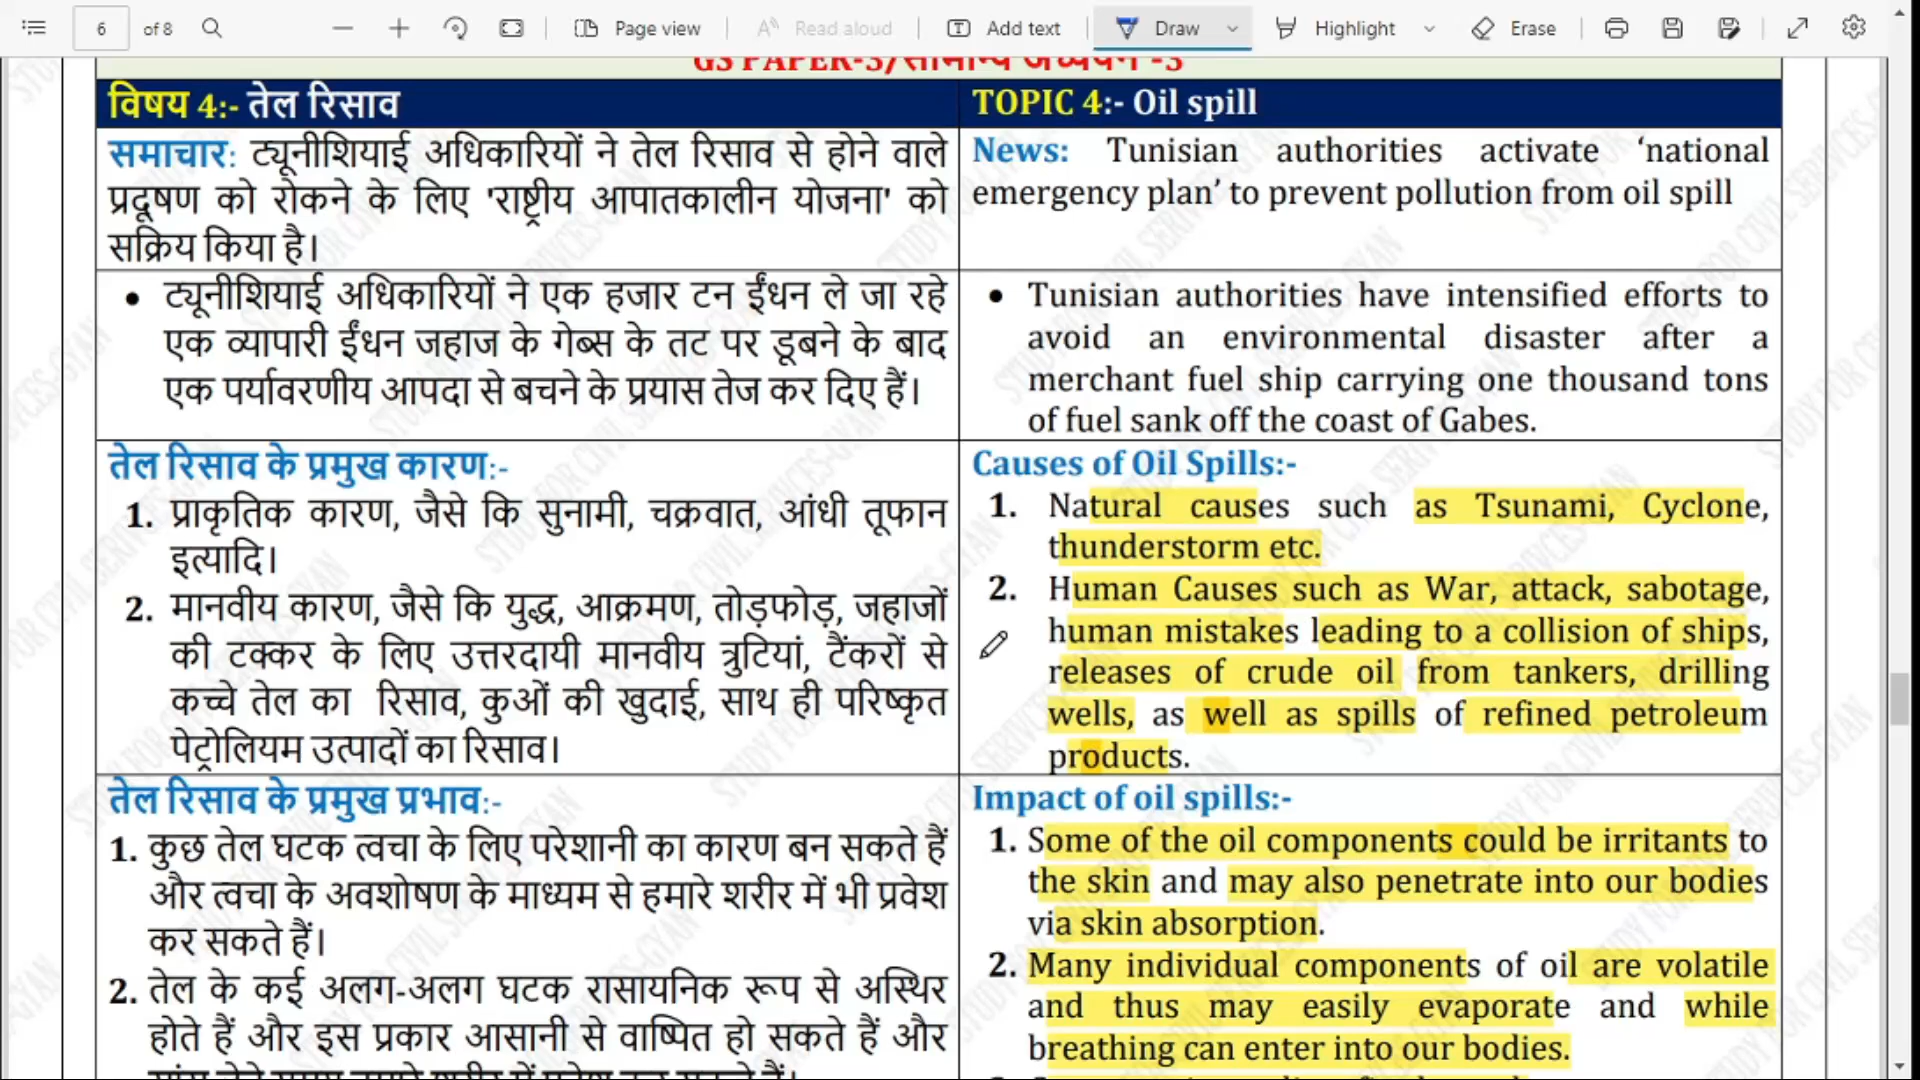 6 of 8
Page view
Read aloud
Add text
Draw
Highlight
Erase
GS PAPER-3/सामान्य अध्ययन -3
विषय 4:- तेल रिसाव
समाचार: ट्यूनीशियाई अधिकारियों ने तेल रिसाव से होने वाले
प्रदूषण को रोकने के लिए 'राष्ट्रीय आपातकालीन योजना' को
सक्रिय किया है।
• ट्यूनीशियाई अधिकारियों ने एक हजार टन ईंधन ले जा रहे
एक व्यापारी ईंधन जहाज के गेब्स के तट पर डूबने के बाद
एक पर्यावरणीय आपदा से बचने के प्रयास तेज कर दिए हैं।
तेल रिसाव के प्रमुख कारण:-
1. प्राकृतिक कारण, जैसे कि सुनामी, चक्रवात, आंधी तूफान
इत्यादि।
2. मानवीय कारण, जैसे कि युद्ध, आक्रमण, तोड़फोड़, जहाजों
की टक्कर के लिए उत्तरदायी मानवीय त्रुटियां, टैंकरों से
कच्चे तेल का रिसाव, कुओं की खुदाई, साथ ही परिष्कृत
पेट्रोलियम उत्पादों का रिसाव।
तेल रिसाव के प्रमुख प्रभाव:-
1. कुछ तेल घटक त्वचा के लिए परेशानी का कारण बन सकते हैं
और त्वचा के अवशोषण के माध्यम से हमारे शरीर में भी प्रवेश
कर सकते हैं।
2. तेल के कई अलग-अलग घटक रासायनिक रूप से अस्थिर
होते हैं और इस प्रकार आसानी से वाष्पित हो सकते हैं और
TOPIC 4:- Oil spill
News: Tunisian authorities activate ‘national
emergency plan’ to prevent pollution from oil spill
• Tunisian authorities have intensified efforts to
avoid an environmental disaster after a
merchant fuel ship carrying one thousand tons
of fuel sank off the coast of Gabes.
Causes of Oil Spills:-
1. Natural causes such as Tsunami, Cyclone,
thunderstorm etc.
2. Human Causes such as War, attack, sabotage,
human mistakes leading to a collision of ships,
releases of crude oil from tankers, drilling
wells, as well as spills of refined petroleum
products.
Impact of oil spills:-
1. Some of the oil components could be irritants to
the skin and may also penetrate into our bodies
via skin absorption.
2. Many individual components of oil are volatile
and thus may easily evaporate and while
breathing can enter into our bodies.
STUDY FOR CIVIL SERIVCES-GYAN